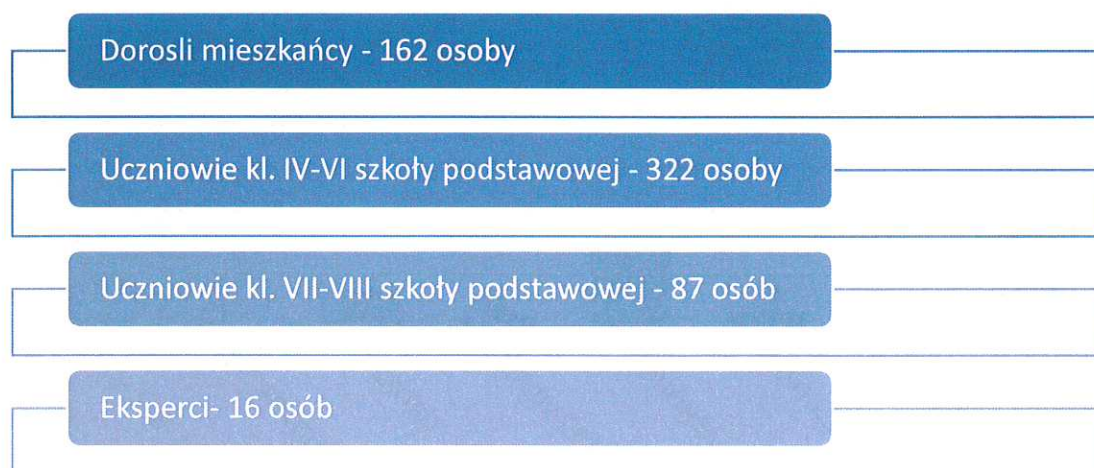 Dorosli mieszkańcy - 162 osoby
Uczniowie kl. IV-VI szkoły podstawowej - 322 osoby
Uczniowie kl. VII-VIII szkoły podstawowej - 87 osób
Eksperci- 16 osób